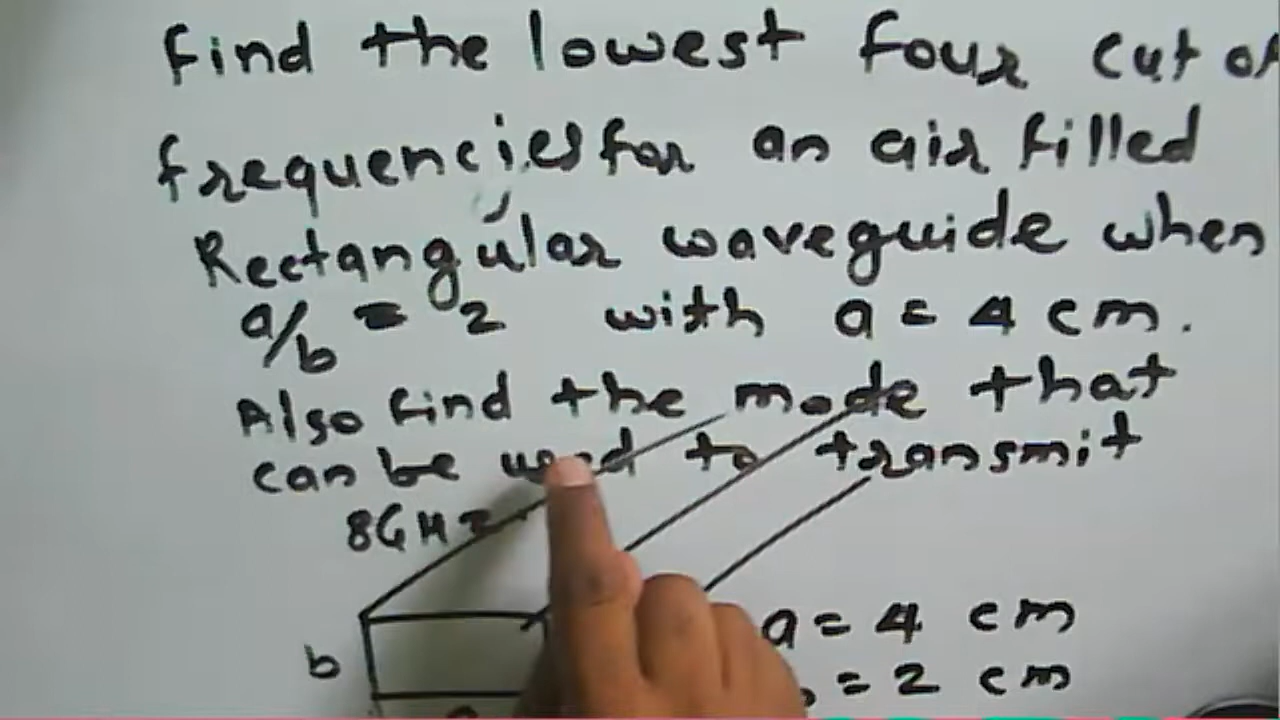 Find the lowest four cut of
frequencies for an air filled
Rectangular waveguide when
a/b = 2 with a = 4 cm.
Also find the mode that
can be used to transmit
8GHz
b
a = 4 cm
= 2 cm